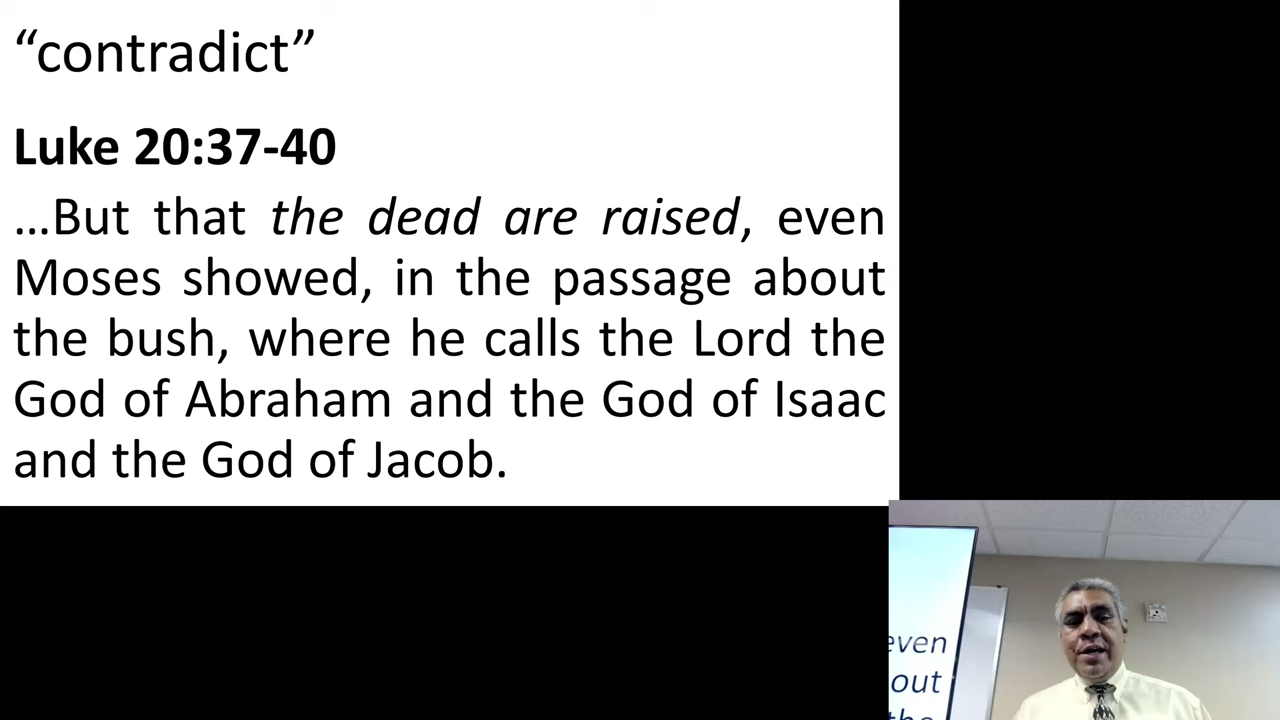 “contradict”
Luke 20:37-40
…But that the dead are raised, even
Moses showed, in the passage about
the bush, where he calls the Lord the
God of Abraham and the God of Isaac
and the God of Jacob.
even
out
the